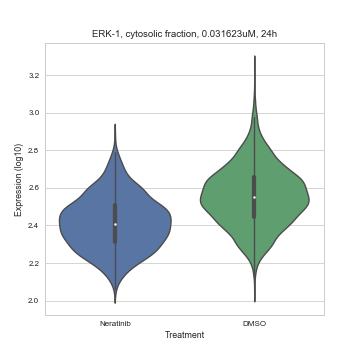 ERK-1, cytosolic fraction, 0.031623uM, 24h
Expression (log10)
3.2
3.0
2.8
2.6
2.4
2.2
2.0
Neratinib
DMSO
Treatment